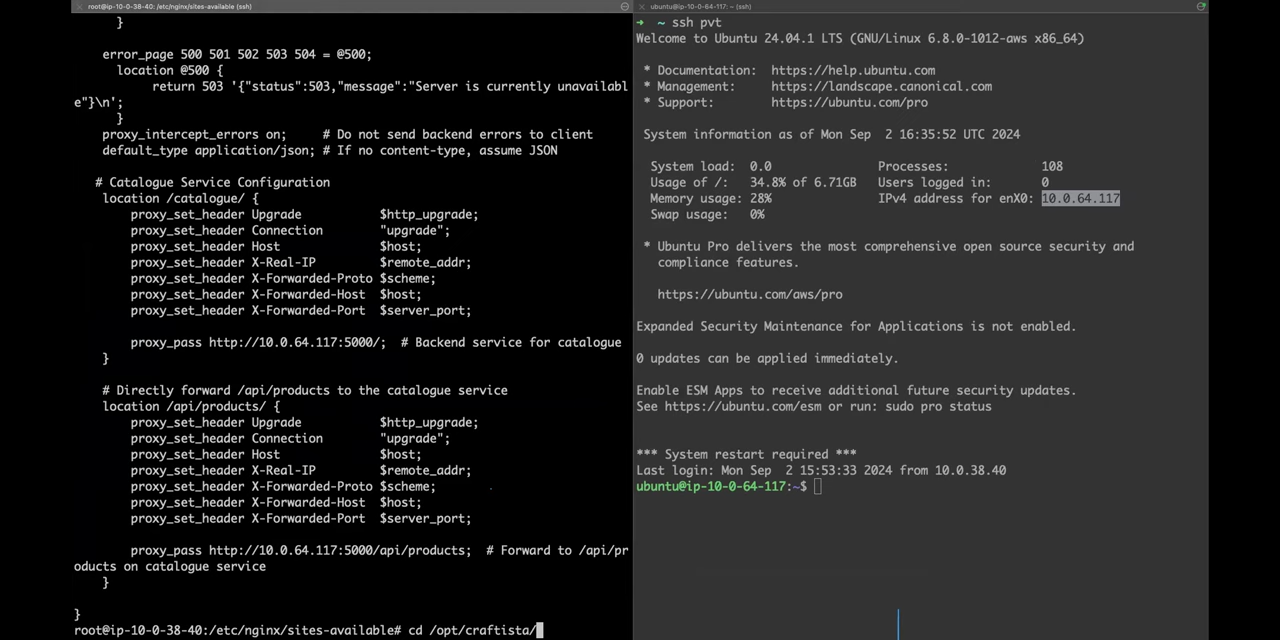 root@ip-10-0-38-40: /etc/nginx/sites-available (ssh)
}
error_page 500 501 502 503 504 = @500;
location @500 {
return 503 '{"status":503,"message":"Server is currently unavailabl
e"}\n';
}
proxy_intercept_errors on;     # Do not send backend errors to client
default_type application/json; # If no content-type, assume JSON
# Catalogue Service Configuration
location /catalogue/ {
proxy_set_header Upgrade           $http_upgrade;
proxy_set_header Connection        "upgrade";
proxy_set_header Host              $host;
proxy_set_header X-Real-IP         $remote_addr;
proxy_set_header X-Forwarded-Proto $scheme;
proxy_set_header X-Forwarded-Host  $host;
proxy_set_header X-Forwarded-Port  $server_port;
proxy_pass http://10.0.64.117:5000/;  # Backend service for catalogue
}
# Directly forward /api/products to the catalogue service
location /api/products/ {
proxy_set_header Upgrade           $http_upgrade;
proxy_set_header Connection        "upgrade";
proxy_set_header Host              $host;
proxy_set_header X-Real-IP         $remote_addr;
proxy_set_header X-Forwarded-Proto $scheme;
proxy_set_header X-Forwarded-Host  $host;
proxy_set_header X-Forwarded-Port  $server_port;
proxy_pass http://10.0.64.117:5000/api/products;  # Forward to /api/pr
oducts on catalogue service
}
}
root@ip-10-0-38-40:/etc/nginx/sites-available# cd /opt/craftista/
ubuntu@ip-10-0-64-117: ~ (ssh)
➜  ~ ssh pvt
Welcome to Ubuntu 24.04.1 LTS (GNU/Linux 6.8.0-1012-aws x86_64)
* Documentation:  https://help.ubuntu.com
* Management:     https://landscape.canonical.com
* Support:        https://ubuntu.com/pro
System information as of Mon Sep  2 16:35:52 UTC 2024
System load:  0.0               Processes:             108
Usage of /:   34.8% of 6.71GB   Users logged in:       0
Memory usage: 28%               IPv4 address for enX0: 10.0.64.117
Swap usage:   0%
* Ubuntu Pro delivers the most comprehensive open source security and
compliance features.
https://ubuntu.com/aws/pro
Expanded Security Maintenance for Applications is not enabled.
0 updates can be applied immediately.
Enable ESM Apps to receive additional future security updates.
See https://ubuntu.com/esm or run: sudo pro status
*** System restart required ***
Last login: Mon Sep  2 15:53:33 2024 from 10.0.38.40
ubuntu@ip-10-0-64-117:~$